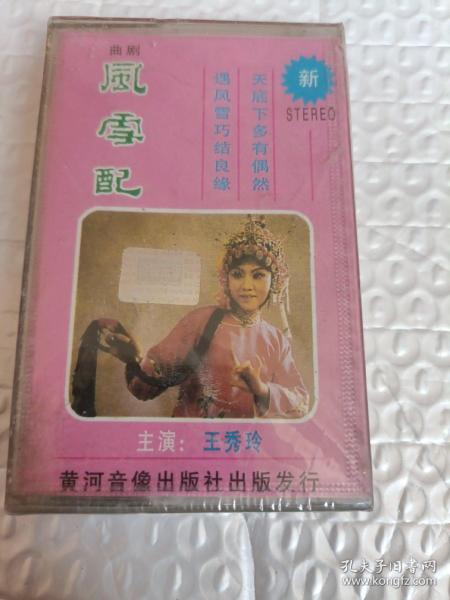 曲剧
風雪配
天底下多有偶然
遇风雪巧结良缘
新
STEREO
主演：王秀玲
黄河音像出版社出版发行
孔夫子旧书网
www.kongfz.com